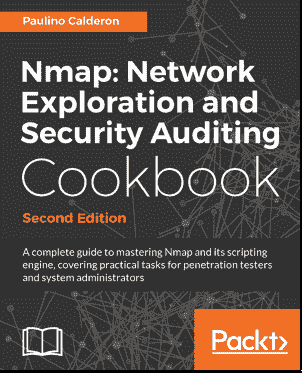 Paulino Calderon
Nmap: Network
Exploration and
Security Auditing
Cookbook
Second Edition
A complete guide to mastering Nmap and its scripting
engine, covering practical tasks for penetration testers
and system administrators
Packt>